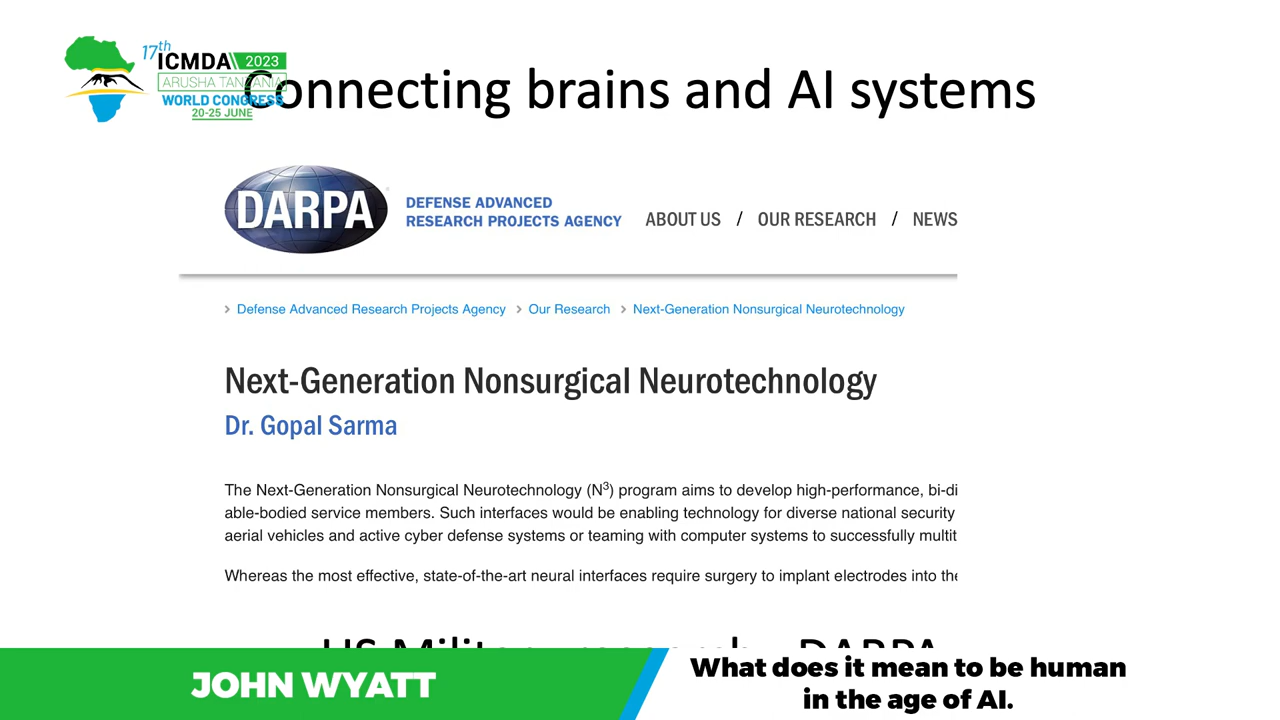 17th
ICMDA 2023
ARUSHA TANZANIA
WORLD CONGRESS
20-25 JUNE
Connecting brains and AI systems
DARPA
DEFENSE ADVANCED
RESEARCH PROJECTS AGENCY
ABOUT US / OUR RESEARCH / NEWS
> Defense Advanced Research Projects Agency > Our Research > Next-Generation Nonsurgical Neurotechnology
Next-Generation Nonsurgical Neurotechnology
Dr. Gopal Sarma
The Next-Generation Nonsurgical Neurotechnology (N³) program aims to develop high-performance, bi-di
able-bodied service members. Such interfaces would be enabling technology for diverse national security
aerial vehicles and active cyber defense systems or teaming with computer systems to successfully multit
Whereas the most effective, state-of-the-art neural interfaces require surgery to implant electrodes into the
US Military research - DARPA
JOHN WYATT
What does it mean to be human
in the age of AI.